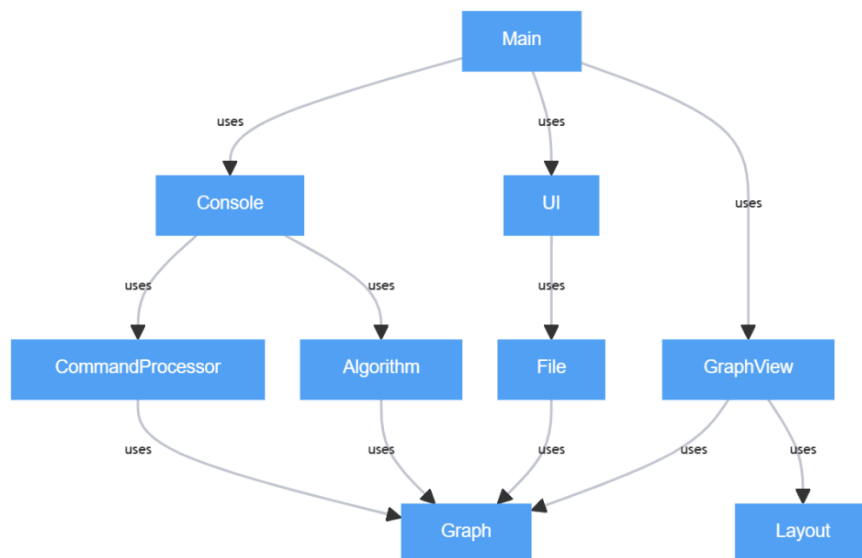 Main
uses
uses
uses
Console
UI
uses
uses
uses
CommandProcessor
Algorithm
File
GraphView
uses
uses
uses
uses
uses
Graph
Layout